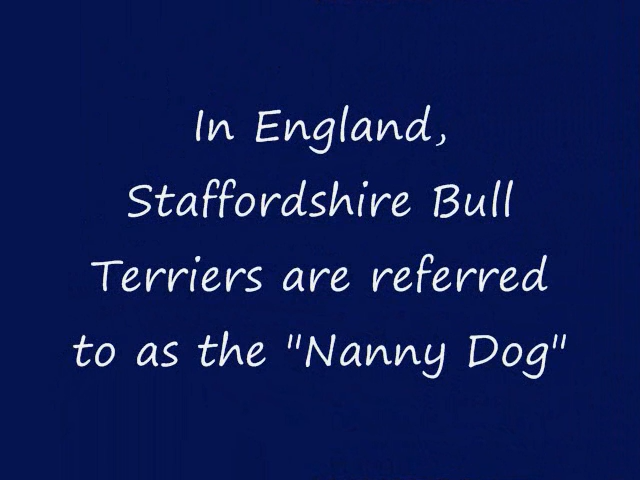 In England,
Staffordshire Bull
Terriers are referred
to as the "Nanny Dog"